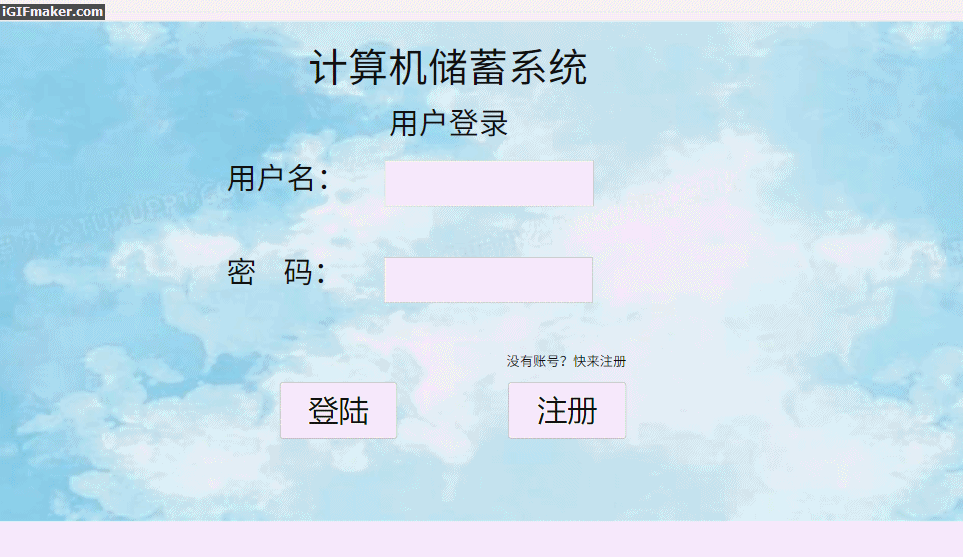 iGIFmaker.com
计算机储蓄系统
用户登录
用户名：
密 码：
没有账号？快来注册
登陆 注册